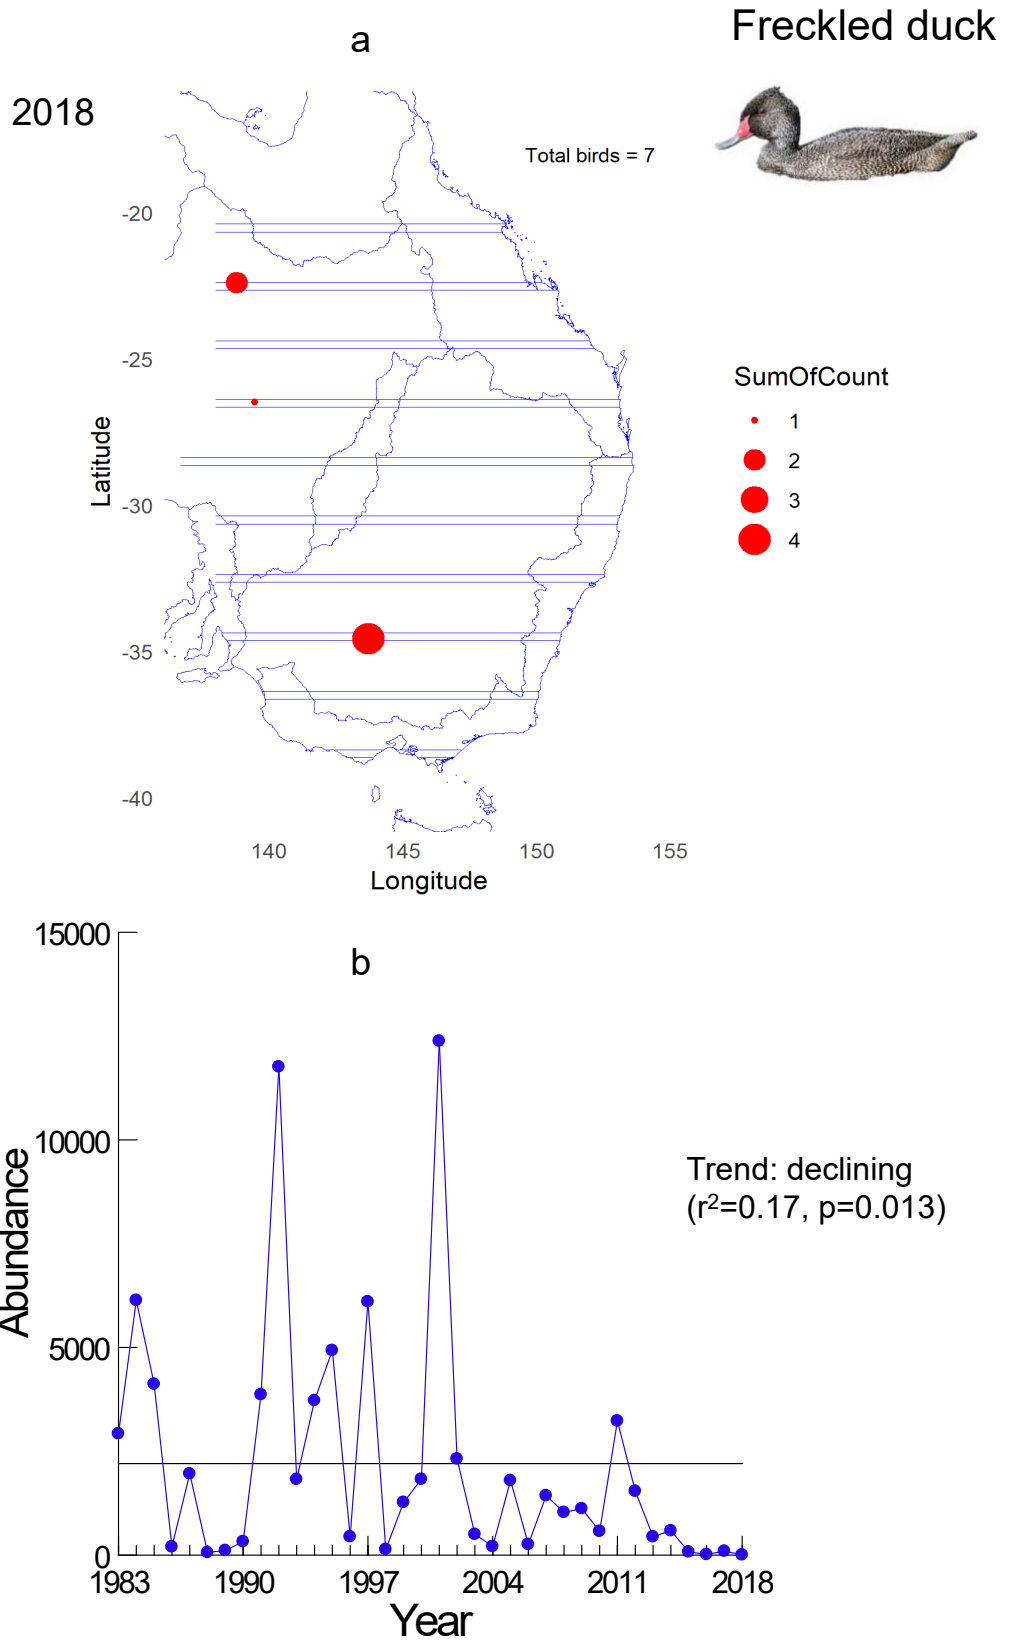 a
Freckled duck
2018
Total birds = 7
-20
-25
-30
-35
-40
Latitude
140 145 150 155
Longitude
SumOfCount
1
2
3
4
b
15000
10000
5000
0
Abundance
1983 1990 1997 2004 2011 2018
Year
Trend: declining
(r²=0.17, p=0.013)